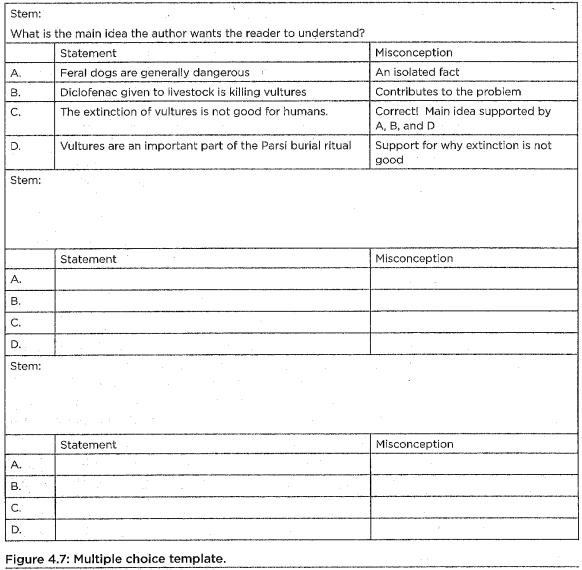 Stem:
What is the main idea the author wants the reader to understand?
Statement Misconception
A. Feral dogs are generally dangerous An isolated fact
B. Diclofenac given to livestock is killing vultures Contributes to the problem
C. The extinction of vultures is not good for humans. Correct! Main idea supported by
A, B, and D
D. Vultures are an important part of the Parsi burial ritual Support for why extinction is not
good
Stem:
Statement Misconception
A.
B.
C.
D.
Stem:
Statement Misconception
A.
B.
C.
D.
Figure 4.7: Multiple choice template.